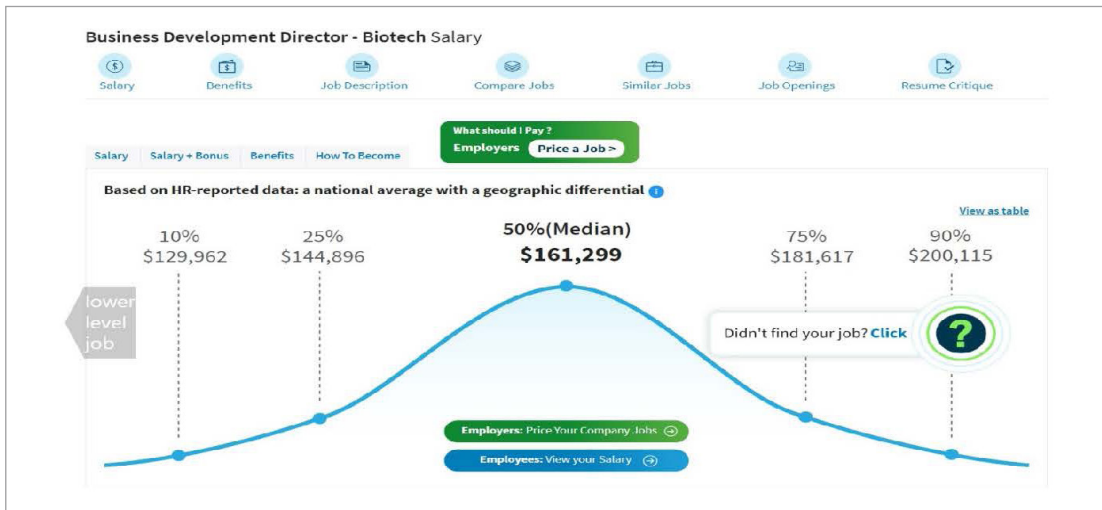 Business Development Director - Biotech Salary
Salary Benefits Job Description Compare Jobs Similar Jobs Job Openings Resume Critique
What should I Pay ?
Employers Price a Job >
Salary Salary + Bonus Benefits How To Become
Based on HR-reported data: a national average with a geographic differential
View as table
10% 25% 50%(Median) 75% 90%
$129,962 $144,896 $161,299 $181,617 $200,115
lower
level
job
Didn't find your job? Click ?
Employers: Price Your Company Jobs
Employees: View your Salary